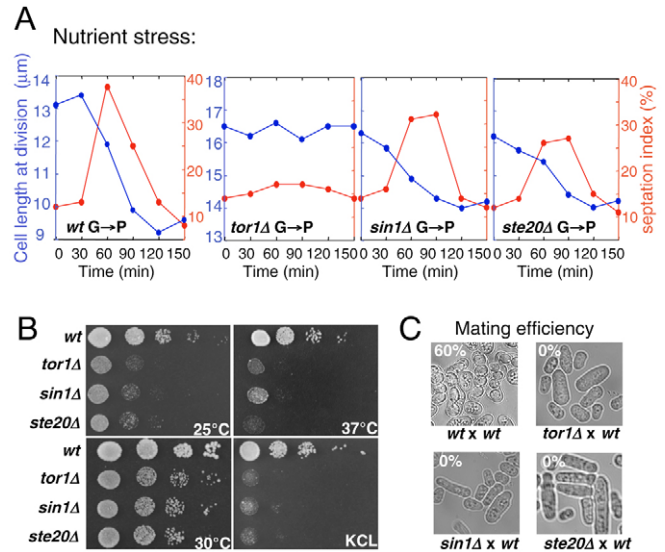 A
Nutrient stress:
Cell length at division (µm)
14
13
12
11
10
9
wt G→P
0 30 60 90 120 150
Time (min)
40
30
20
10
18
17
16
15
14
13
tor1Δ G→P
0 30 60 90 120 150
Time (min)
sin1Δ G→P
0 30 60 90 120 150
Time (min)
ste20Δ G→P
0 30 60 90 120 150
Time (min)
40
30
20
10
septation index (%)
B
wt
tor1Δ
sin1Δ
ste20Δ
25°C
37°C
wt
tor1Δ
sin1Δ
ste20Δ
30°C
KCL
C
Mating efficiency
60%
0%
wt x wt
tor1Δ x wt
0%
0%
sin1Δ x wt
ste20Δ x wt